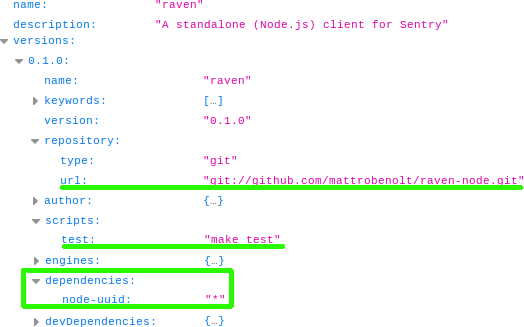 name: "raven"
description: "A standalone (Node.js) client for Sentry"
versions:
0.1.0:
name: "raven"
keywords: […]
version: "0.1.0"
repository:
type: "git"
url: "git://github.com/mattrobenolt/raven-node.git"
author: {…}
scripts:
test: "make test"
engines: {…}
dependencies:
node-uuid: "*"
devDependencies: {…}